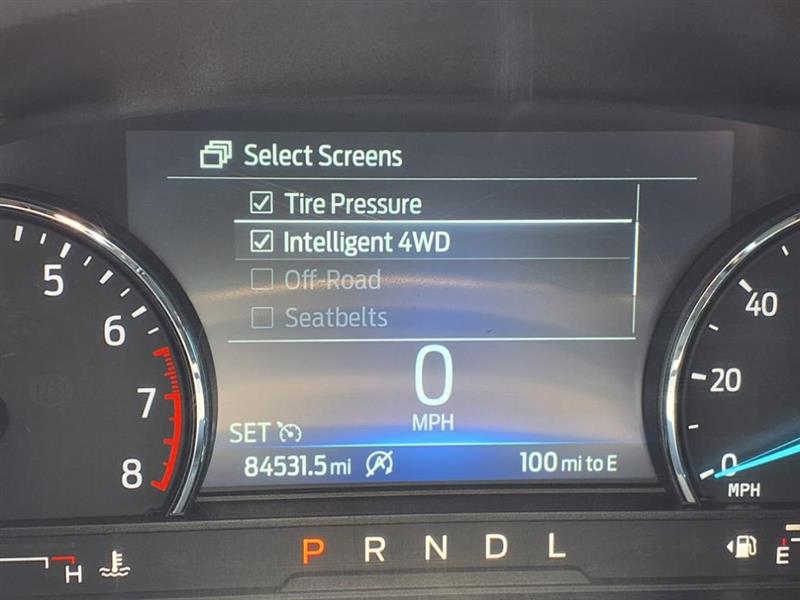 Select Screens
Tire Pressure
Intelligent 4WD
Off-Road
Seatbelts
5
6
7
8
0
MPH
40
20
0
MPH
SET
84531.5 mi
A
100 mi to E
P R N D L
H
E